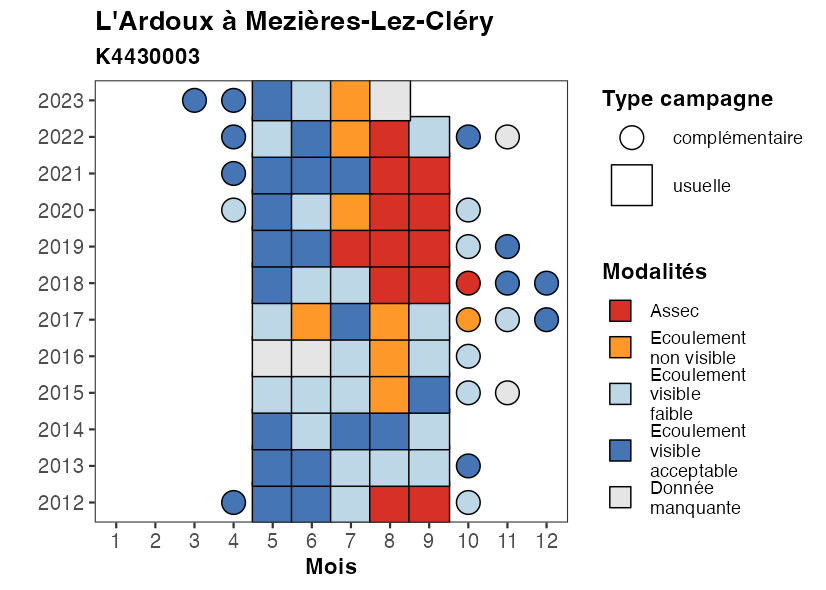 L'Ardoux à Mezières-Lez-Cléry
K4430003
2023
2022
2021
2020
2019
2018
2017
2016
2015
2014
2013
2012
1 2 3 4 5 6 7 8 9 10 11 12
Mois
Type campagne
complémentaire
usuelle
Modalités
Assec
Ecoulement
non visible
Ecoulement
visible
faible
Ecoulement
visible
acceptable
Donnée
manquante